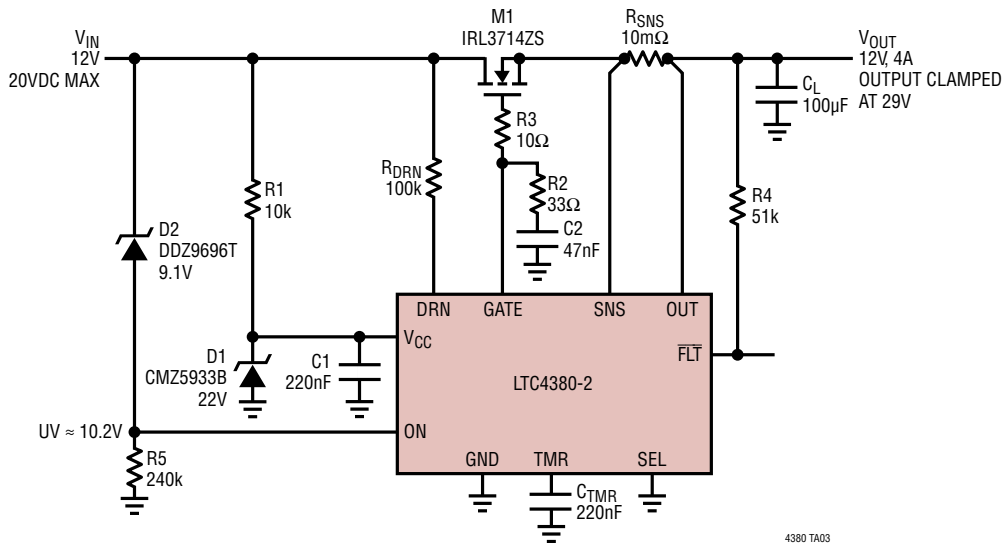 V_IN
12V
20VDC MAX
M1
IRL3714ZS
R_SNS
10mΩ
V_OUT
12V, 4A
OUTPUT CLAMPED
AT 29V
C_L
100µF
R3
10Ω
R_DRN
100k
R1
10k
R2
33Ω
C2
47nF
R4
51k
D2
DDZ9696T
9.1V
DRN
GATE
SNS
OUT
V_CC
FLT
D1
CMZ5933B
22V
C1
220nF
LTC4380-2
UV ≈ 10.2V
ON
R5
240k
GND
TMR
SEL
C_TMR
220nF
4380 TA03